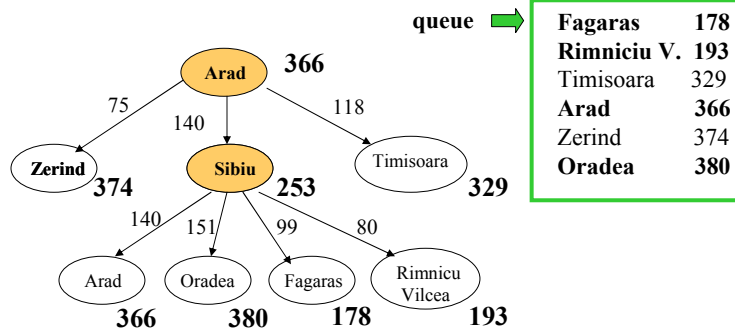 queue
Fagaras 178
Rimniciu V. 193
Timisoara 329
Arad 366
Zerind 374
Oradea 380
Arad 366
75
140
118
Zerind
374
Sibiu
253
Timisoara
329
140
151
99
80
Arad
366
Oradea
380
Fagaras
178
Rimnicu
Vilcea
193